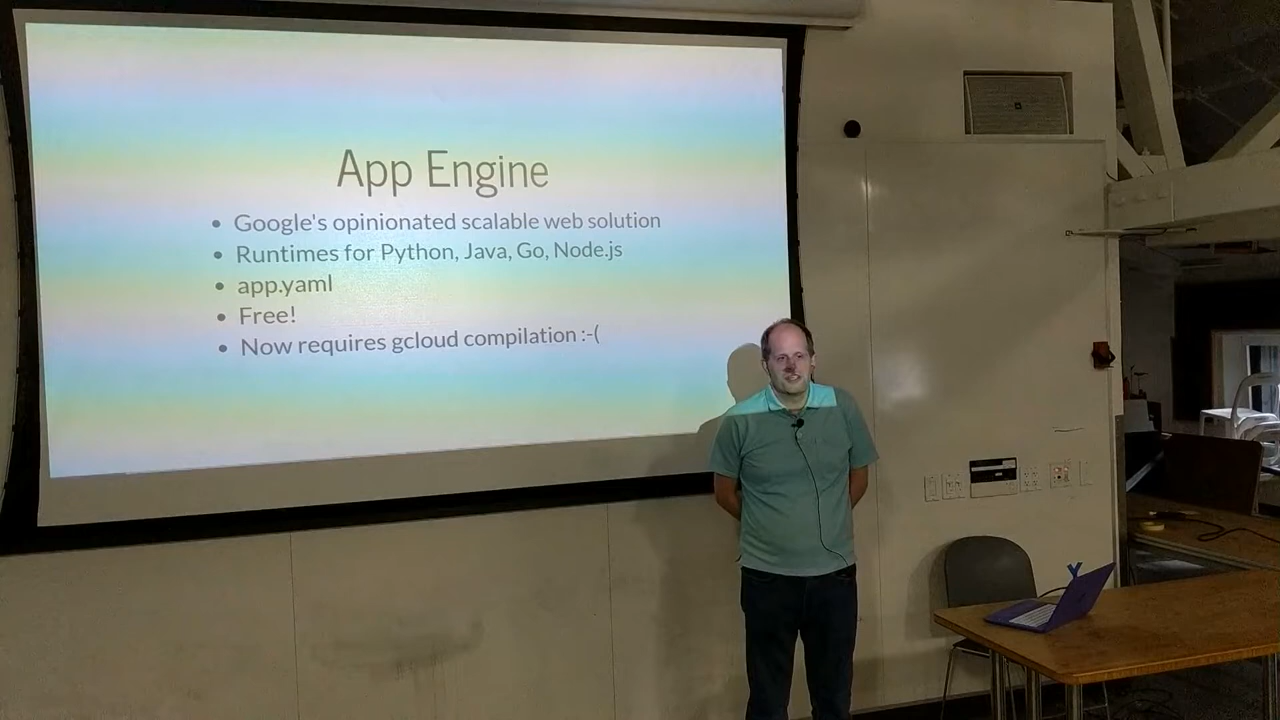 App Engine
• Google's opinionated scalable web solution
• Runtimes for Python, Java, Go, Node.js
• app.yaml
• Free!
• Now requires gcloud compilation :-(